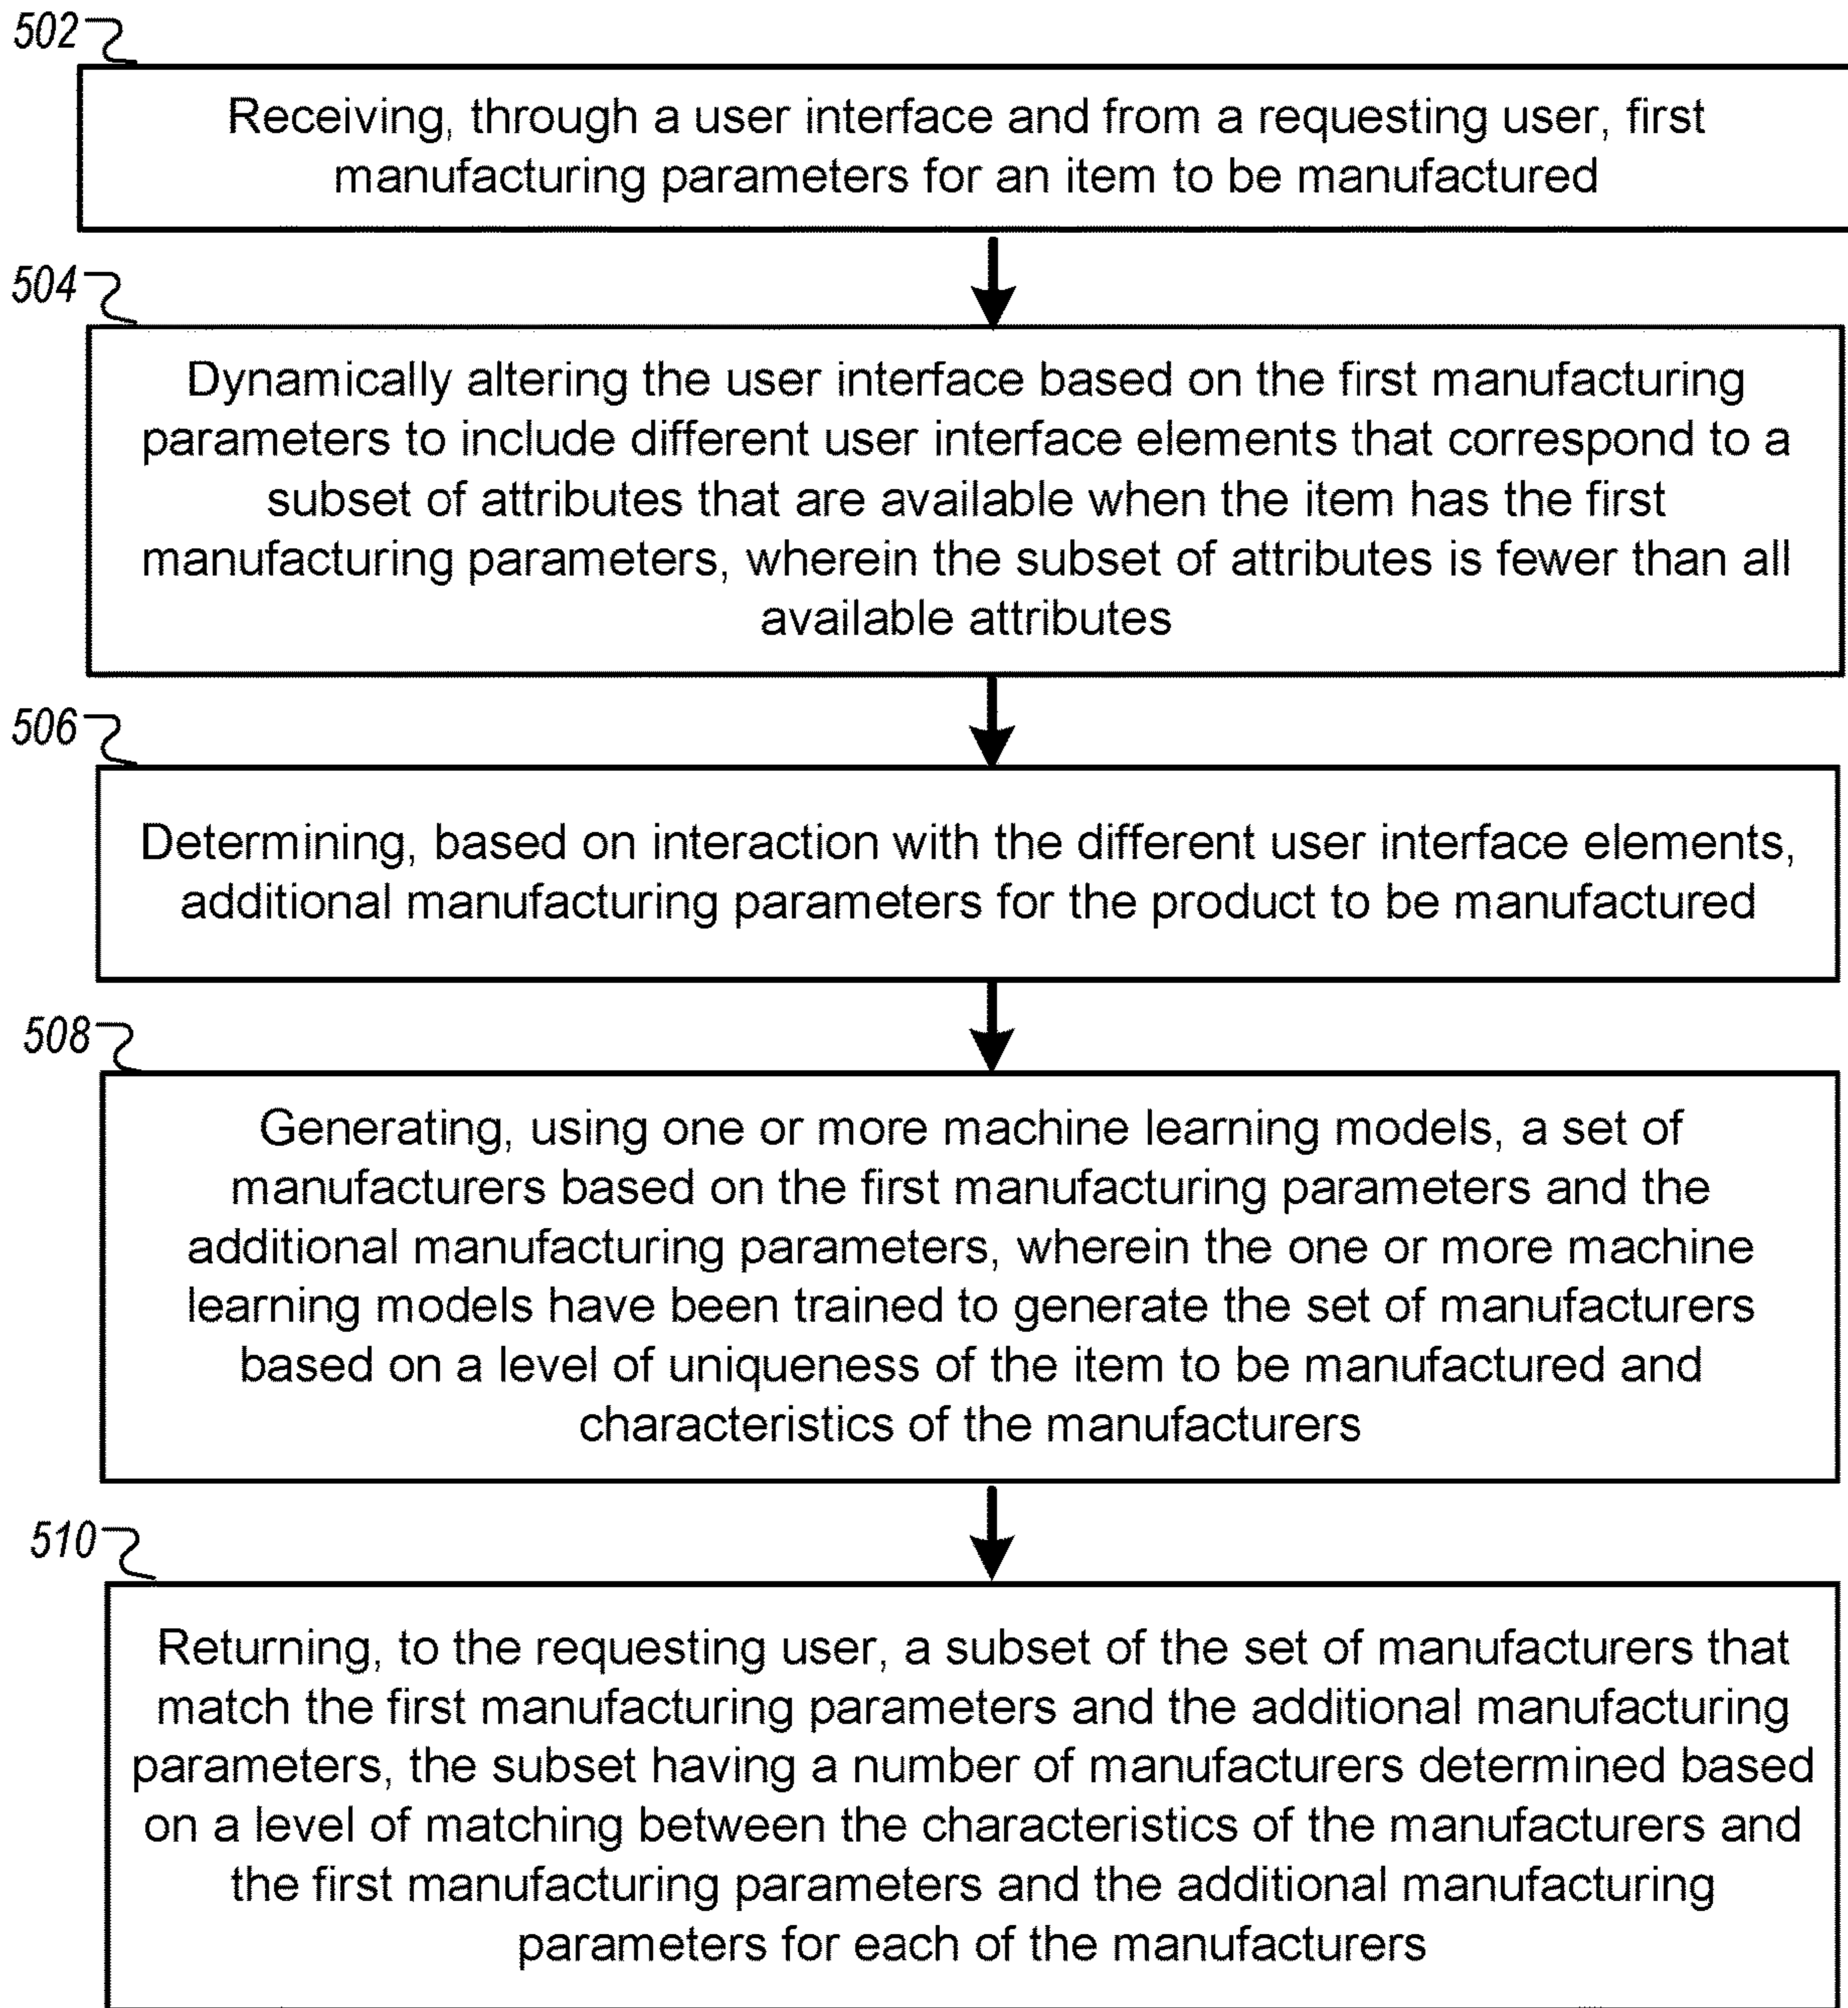 502
Receiving, through a user interface and from a requesting user, first
manufacturing parameters for an item to be manufactured
504
Dynamically altering the user interface based on the first manufacturing
parameters to include different user interface elements that correspond to a
subset of attributes that are available when the item has the first
manufacturing parameters, wherein the subset of attributes is fewer than all
available attributes
506
Determining, based on interaction with the different user interface elements,
additional manufacturing parameters for the product to be manufactured
508
Generating, using one or more machine learning models, a set of
manufacturers based on the first manufacturing parameters and the
additional manufacturing parameters, wherein the one or more machine
learning models have been trained to generate the set of manufacturers
based on a level of uniqueness of the item to be manufactured and
characteristics of the manufacturers
510
Returning, to the requesting user, a subset of the set of manufacturers that
match the first manufacturing parameters and the additional manufacturing
parameters, the subset having a number of manufacturers determined based
on a level of matching between the characteristics of the manufacturers and
the first manufacturing parameters and the additional manufacturing
parameters for each of the manufacturers